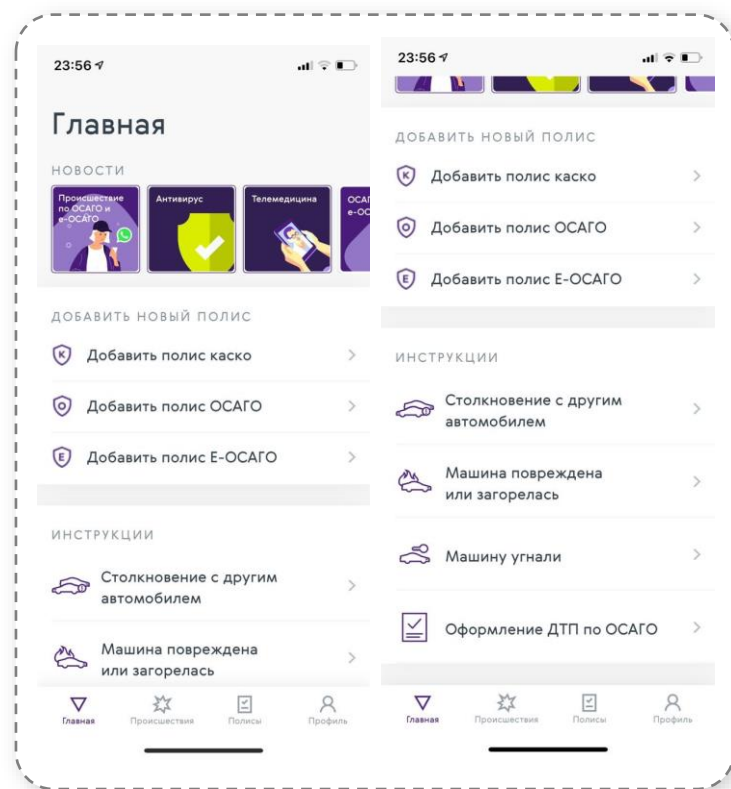 23:56
Главная
НОВОСТИ
Происшествие
по ОСАГО и
е-ОСАГО
Антивирус
Телемедицина
ОСАГ
е-ОС
ДОБАВИТЬ НОВЫЙ ПОЛИС
K
Добавить полис каско
O
Добавить полис ОСАГО
E
Добавить полис Е-ОСАГО
ИНСТРУКЦИИ
Столкновение с другим
автомобилем
Машина повреждена
или загорелась
Главная
Происшествия
Полисы
Профиль
23:56
ДОБАВИТЬ НОВЫЙ ПОЛИС
K
Добавить полис каско
O
Добавить полис ОСАГО
E
Добавить полис Е-ОСАГО
ИНСТРУКЦИИ
Столкновение с другим
автомобилем
Машина повреждена
или загорелась
Машину угнали
Оформление ДТП по ОСАГО
Главная
Происшествия
Полисы
Профиль